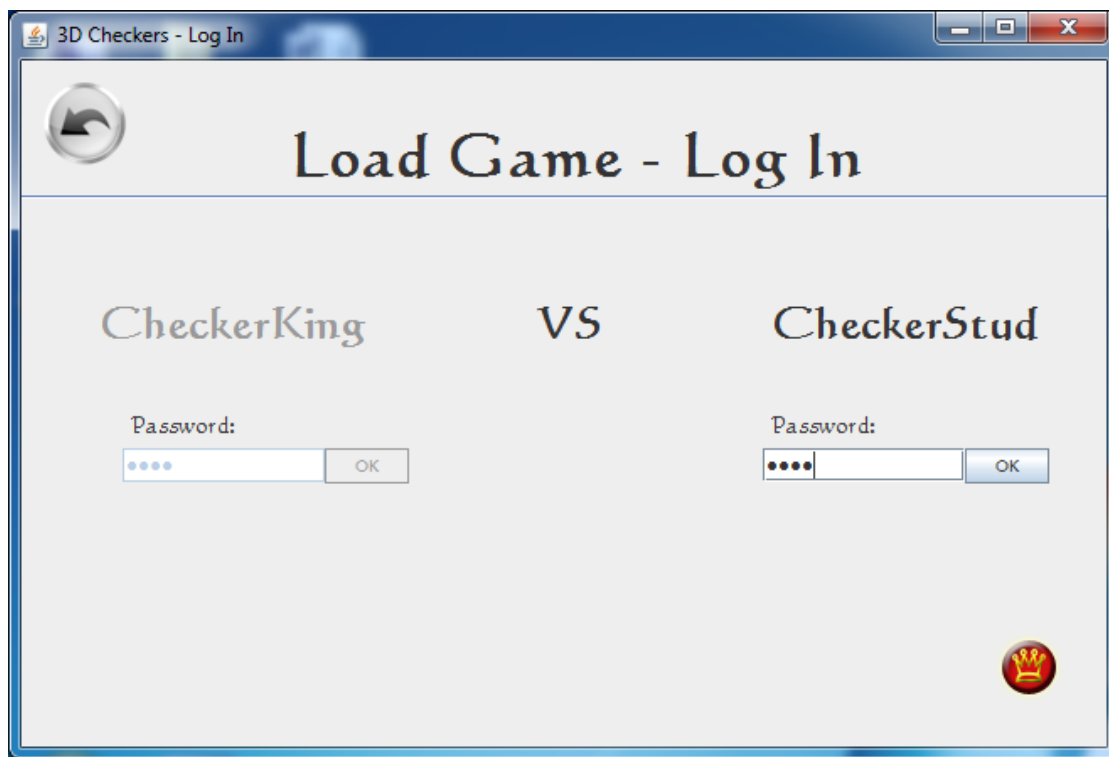 3D Checkers - Log In
Load Game - Log In
CheckerKing VS CheckerStud
Password: Password:
•••• OK •••• OK